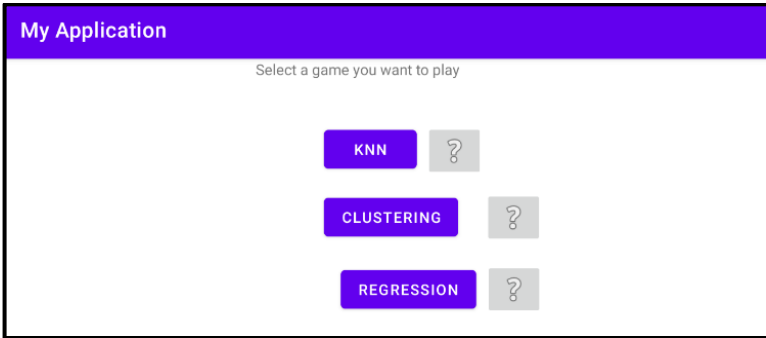 My Application
Select a game you want to play
KNN ?
CLUSTERING ?
REGRESSION ?